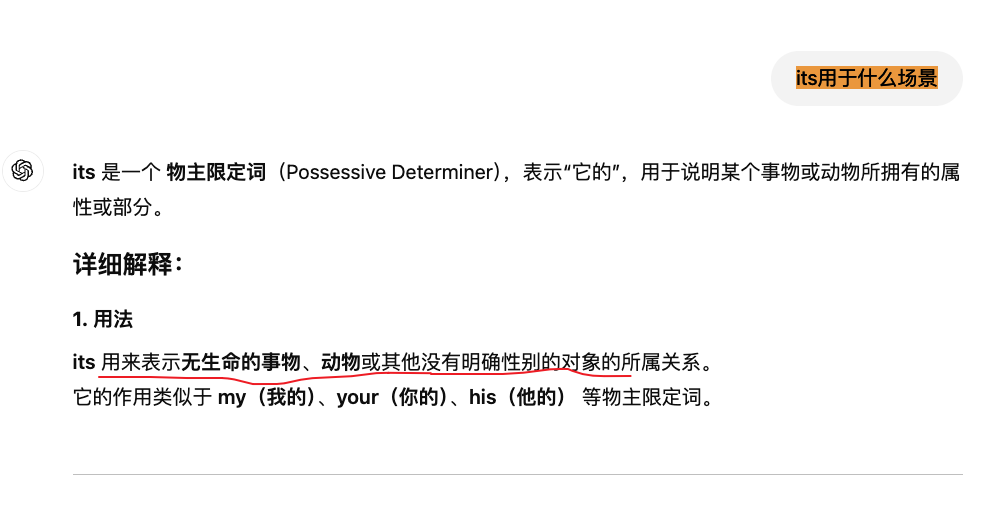 its用于什么场景
its 是一个 物主限定词（Possessive Determiner），表示“它的”，用于说明某个事物或动物所拥有的属
性或部分。
详细解释：
1. 用法
its 用来表示无生命的事物、动物或其他没有明确性别的对象的所属关系。
它的作用类似于 my（我的）、your（你的）、his（他的） 等物主限定词。